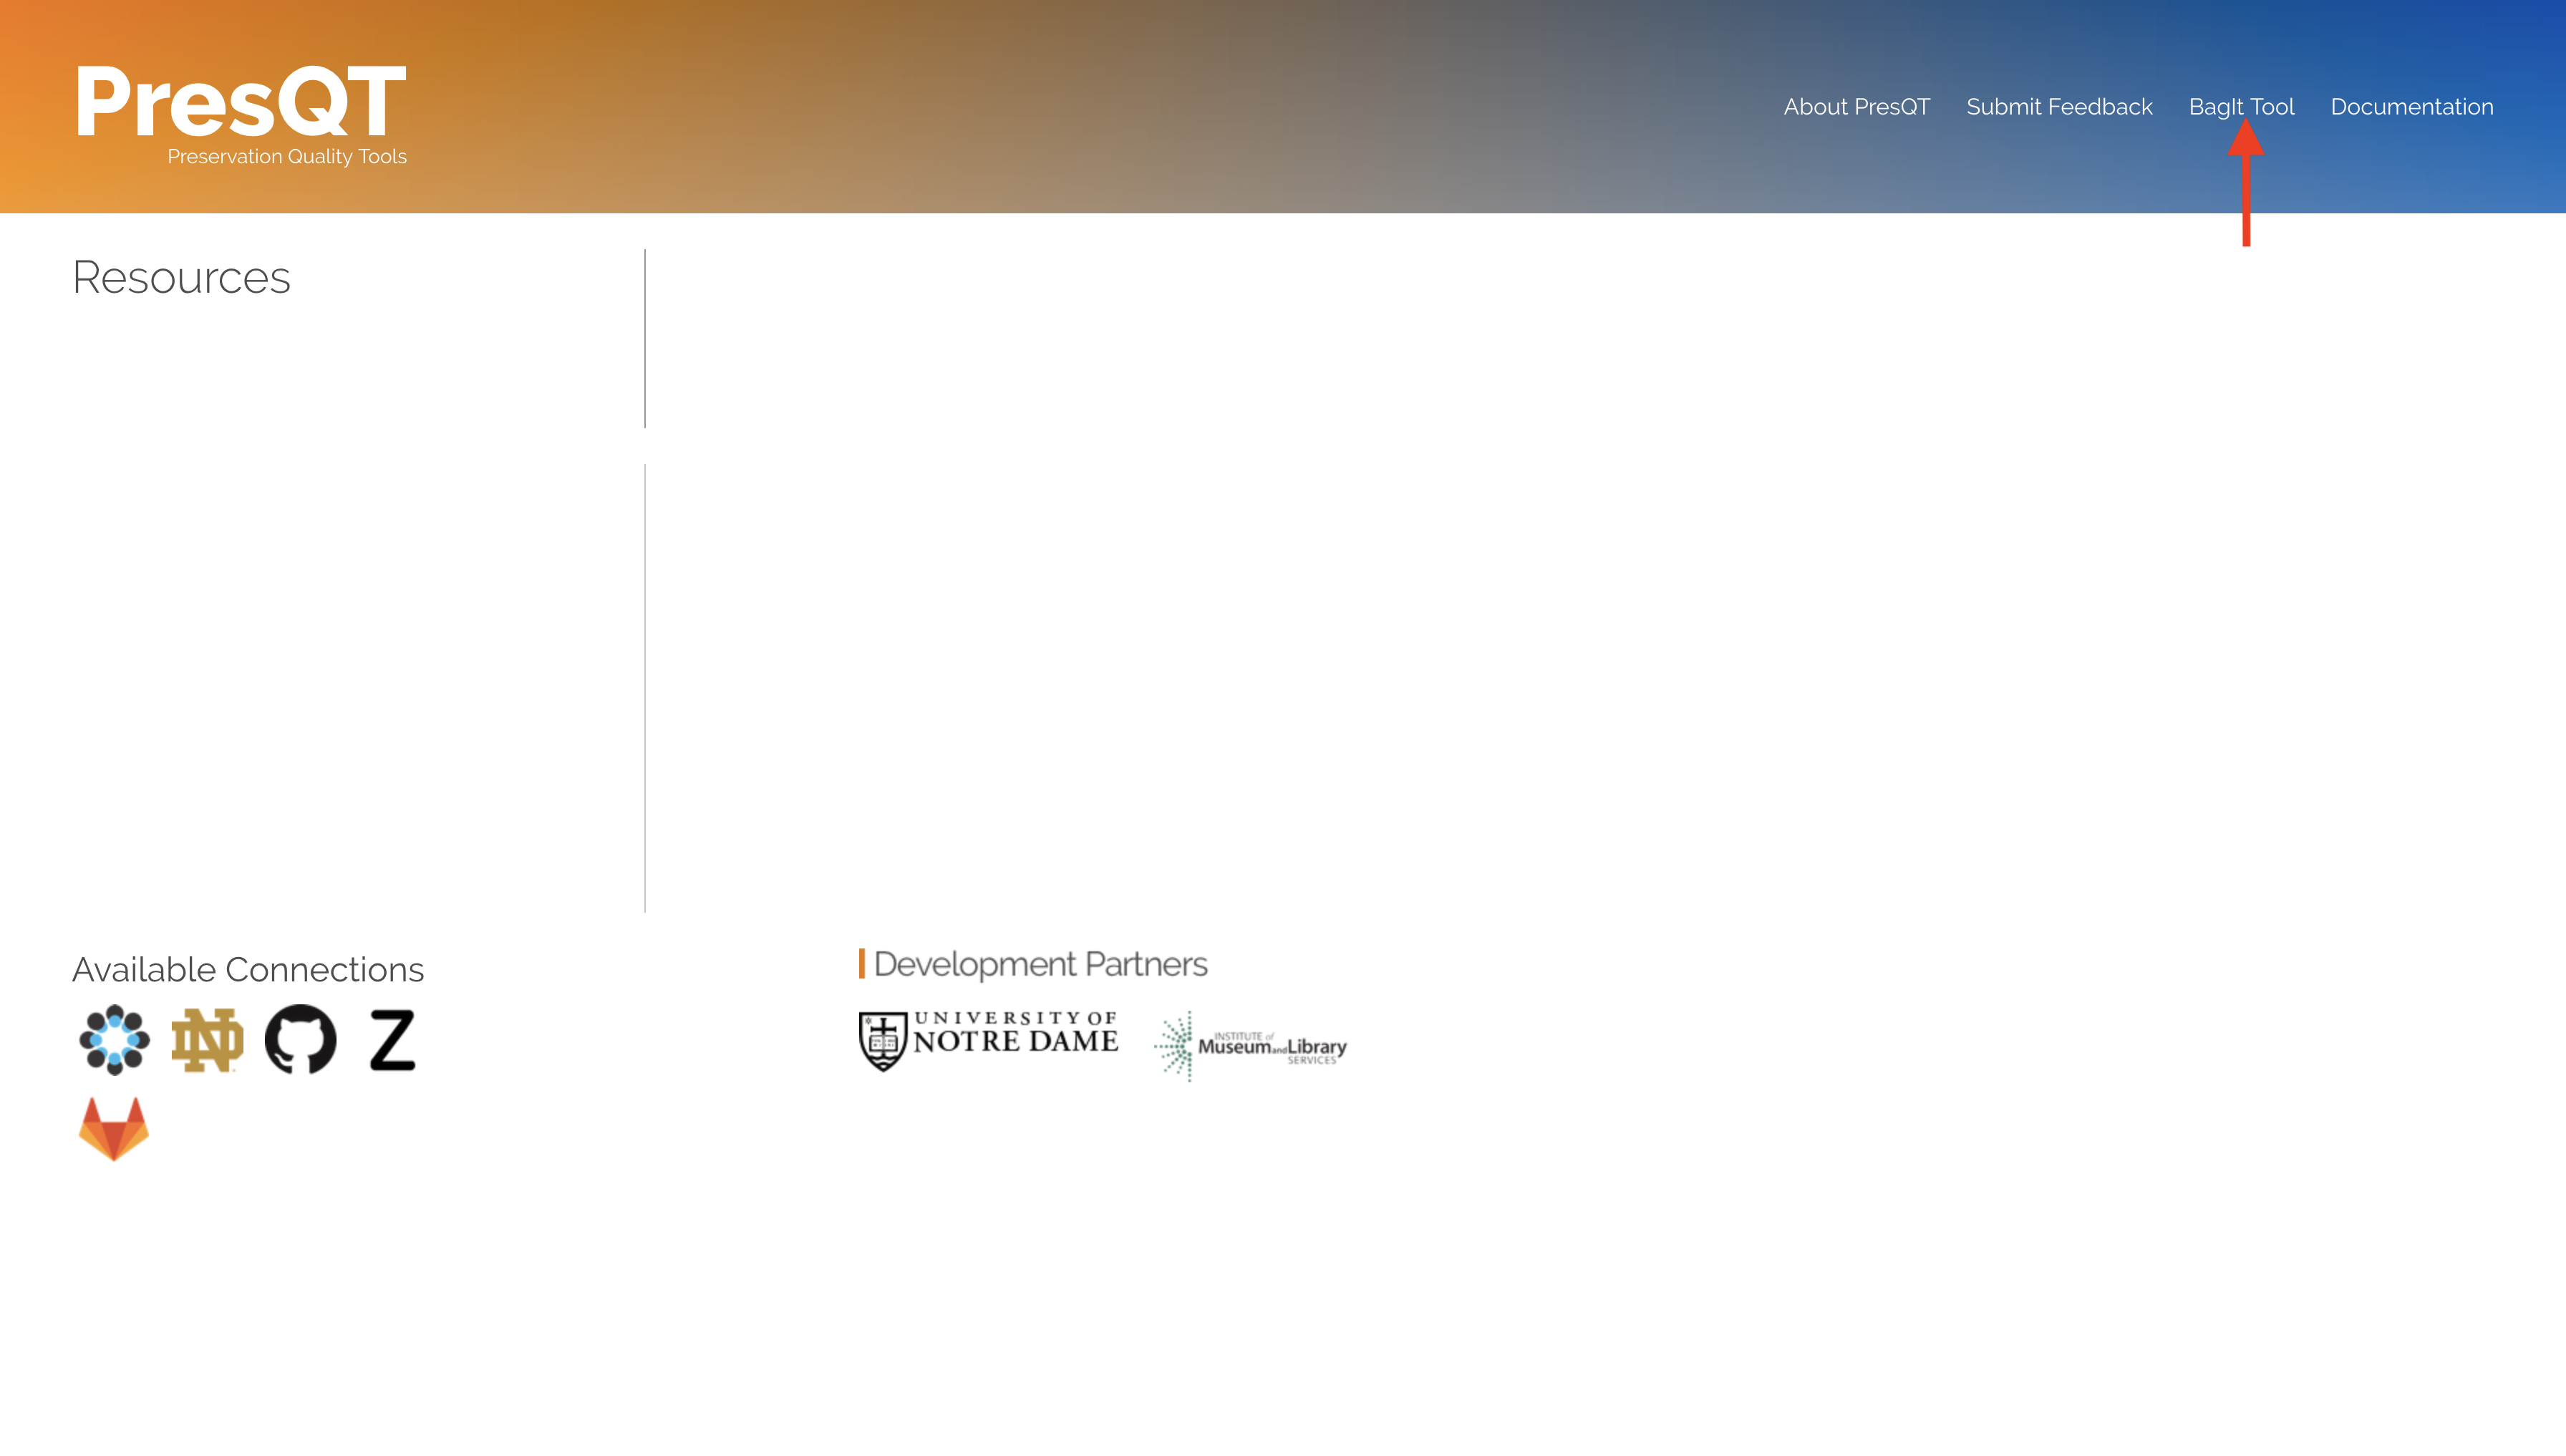 PresQT
Preservation Quality Tools
About PresQT Submit Feedback BagIt Tool Documentation
Resources
Available Connections
Z
Development Partners
UNIVERSITY OF
NOTRE DAME
INSTITUTE of
Museum and Library
SERVICES